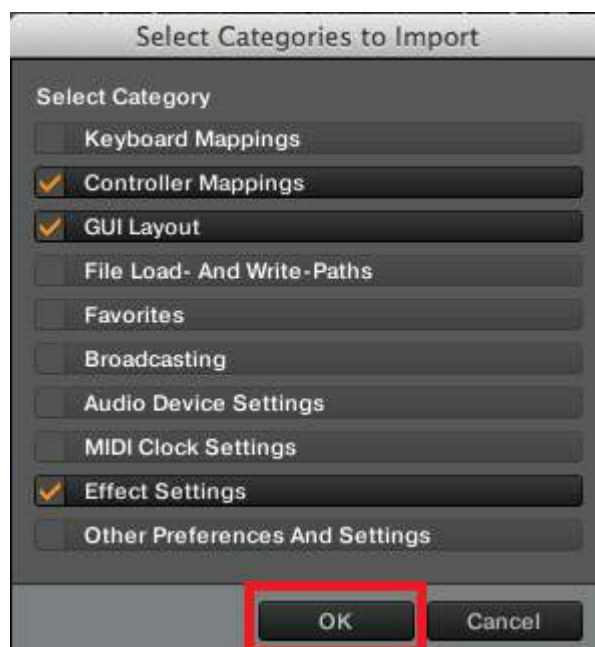 Select Categories to Import
Select Category
Keyboard Mappings
Controller Mappings
GUI Layout
File Load- And Write-Paths
Favorites
Broadcasting
Audio Device Settings
MIDI Clock Settings
Effect Settings
Other Preferences And Settings
OK Cancel